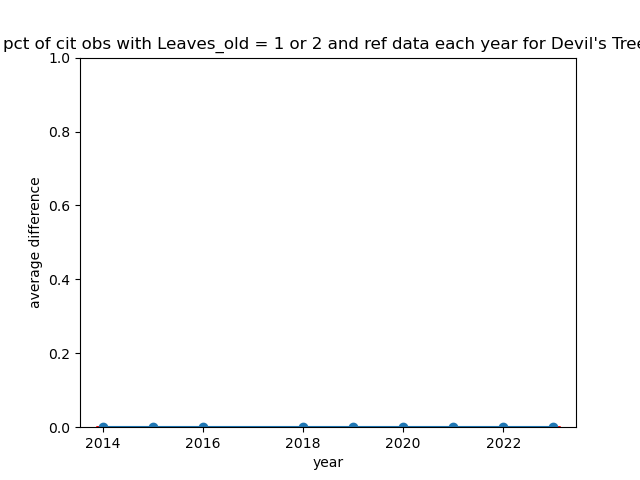 pct of cit obs with Leaves_old = 1 or 2 and ref data each year for Devil's Tree
1.0
0.8
0.6
0.4
0.2
0.0
average difference
2014 2016 2018 2020 2022
year